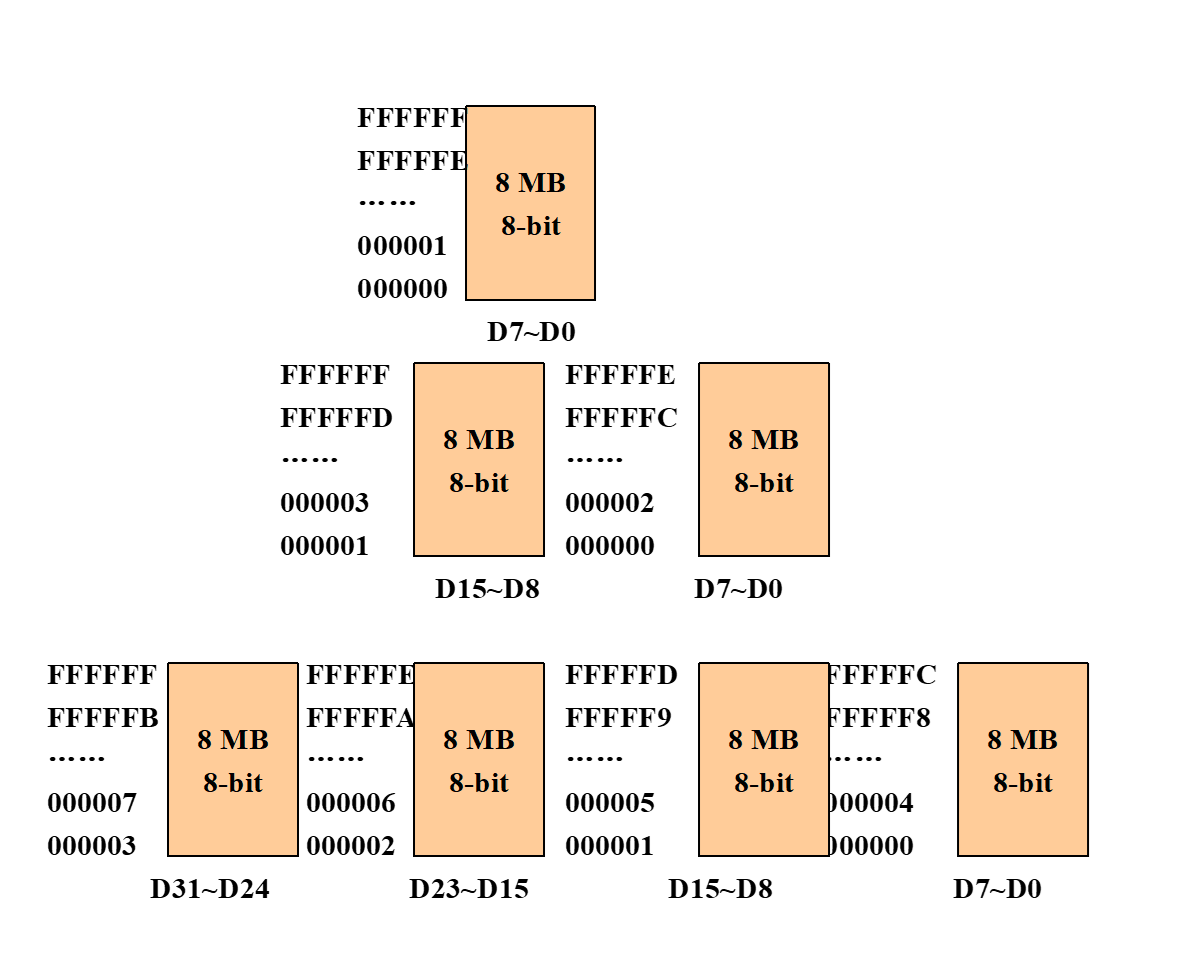 FFFFFF
FFFFFE
……
000001
000000
8 MB
8-bit
D7~D0
FFFFFF
FFFFFD
……
000003
000001
8 MB
8-bit
D15~D8
FFFFFE
FFFFFC
……
000002
000000
8 MB
8-bit
D7~D0
FFFFFF
FFFFFB
……
000007
000003
8 MB
8-bit
D31~D24
FFFFFE
FFFFFA
……
000006
000002
8 MB
8-bit
D23~D15
FFFFFD
FFFFF9
……
000005
000001
8 MB
8-bit
D15~D8
FFFFFC
FFFFF8
……
000004
000000
8 MB
8-bit
D7~D0